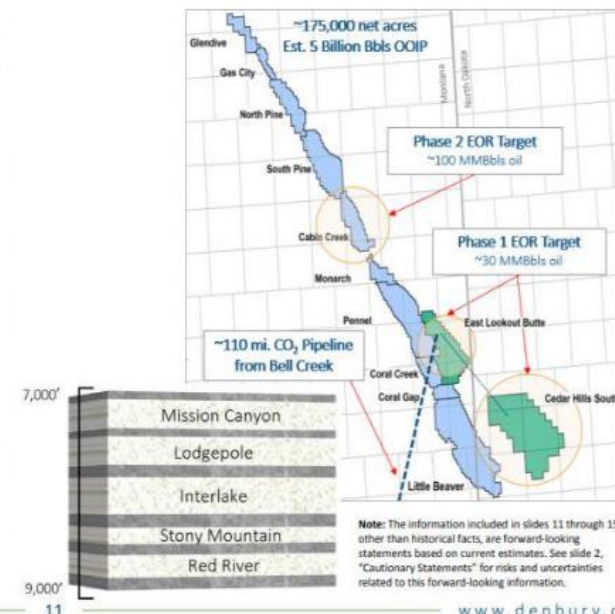 ~175,000 net acres
Est. 5 Billion Bbls OOIP
Glendive
Gas City
North Pine
South Pine
Cabin Creek
Monarch
Pennel
Coral Creek
Coral Gap
Little Beaver
East Lookout Butte
Cedar Hills South
Montana
North Dakota
Phase 2 EOR Target
~100 MMBbls oil
Phase 1 EOR Target
~30 MMBbls oil
~110 mi. CO₂ Pipeline
from Bell Creek
7,000'
Mission Canyon
Lodgepole
Interlake
Stony Mountain
Red River
9,000'
Note: The information included in slides 11 through 15
other than historical facts, are forward-looking
statements based on current estimates. See slide 2,
"Cautionary Statements" for risks and uncertainties
related to this forward-looking information.
11
www.denbury.c